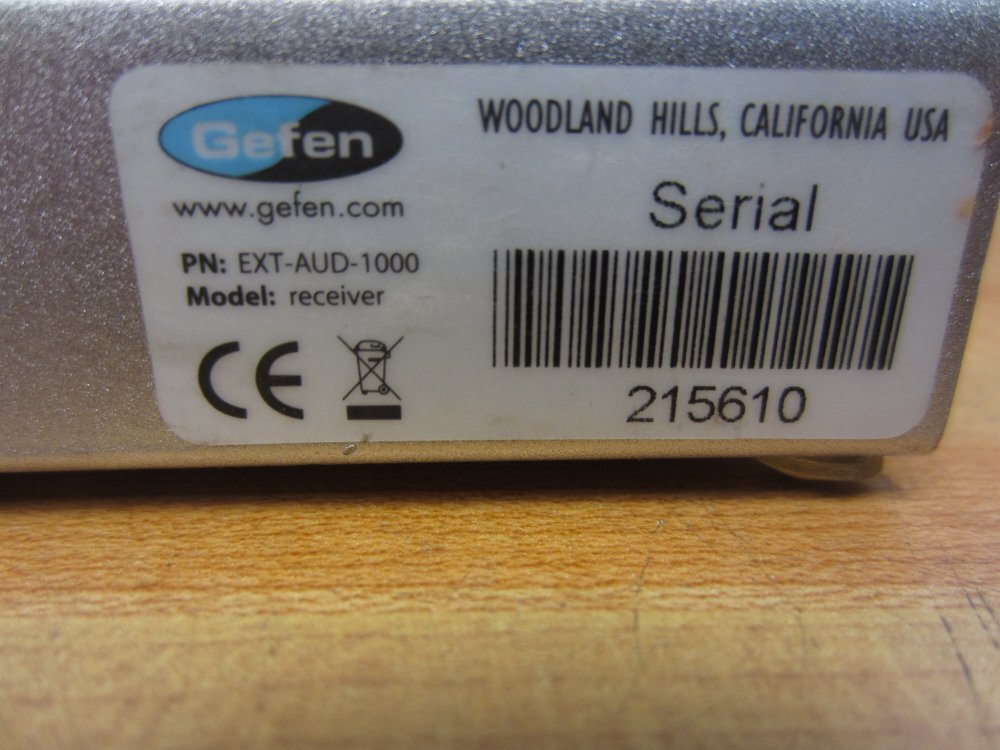 Gefen
www.gefen.com
PN: EXT-AUD-1000
Model: receiver
CE
WOODLAND HILLS, CALIFORNIA USA
Serial
215610